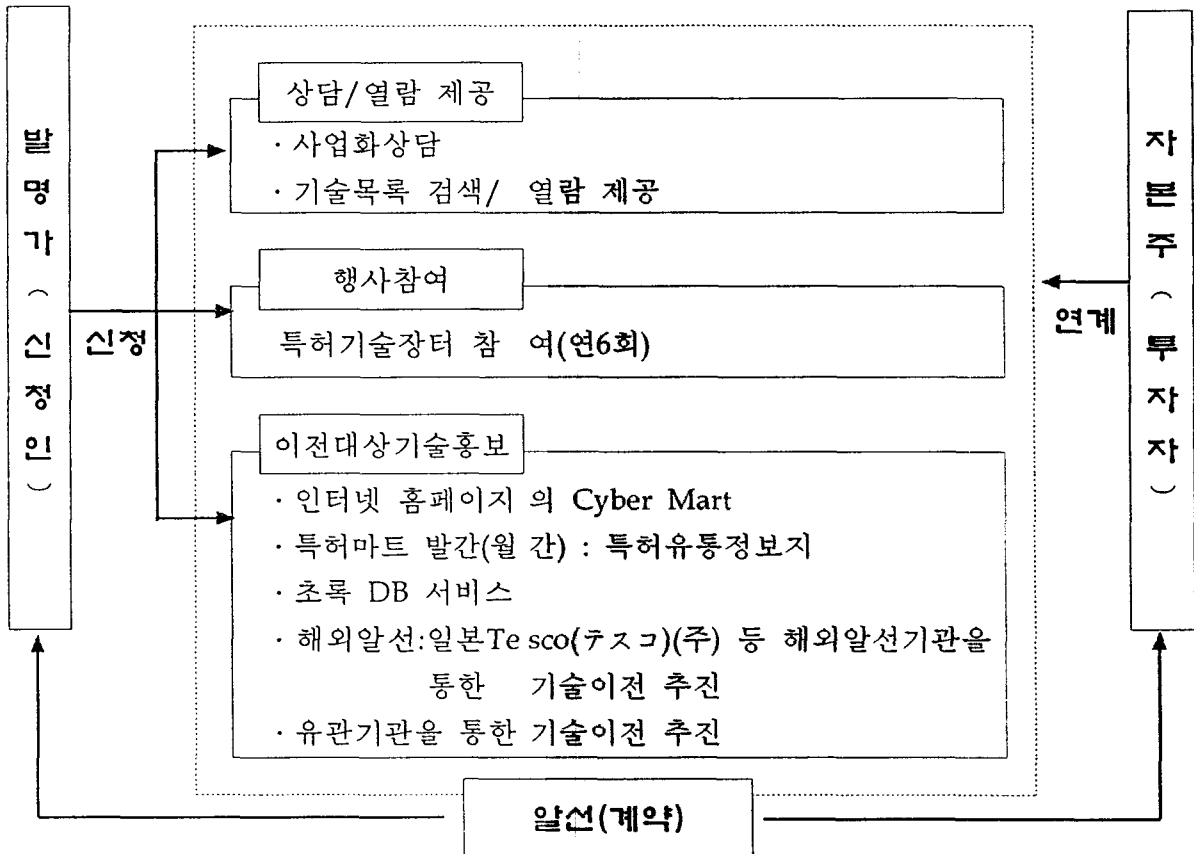 발명가(신청인)
신청
상담/열람 제공
· 사업화상담
· 기술목록 검색/ 열람 제공
행사참여
특허기술장터 참 여(연6회)
이전대상기술홍보
· 인터넷 홈페이지 의 Cyber Mart
· 특허마트 발간(월 간) : 특허유통정보지
· 초록 DB 서비스
· 해외알선:일본Te sco(テスコ)(주) 등 해외알선기관을
통한 기술이전 추진
· 유관기관을 통한 기술이전 추진
연계
자본주(투자자)
알선(계약)